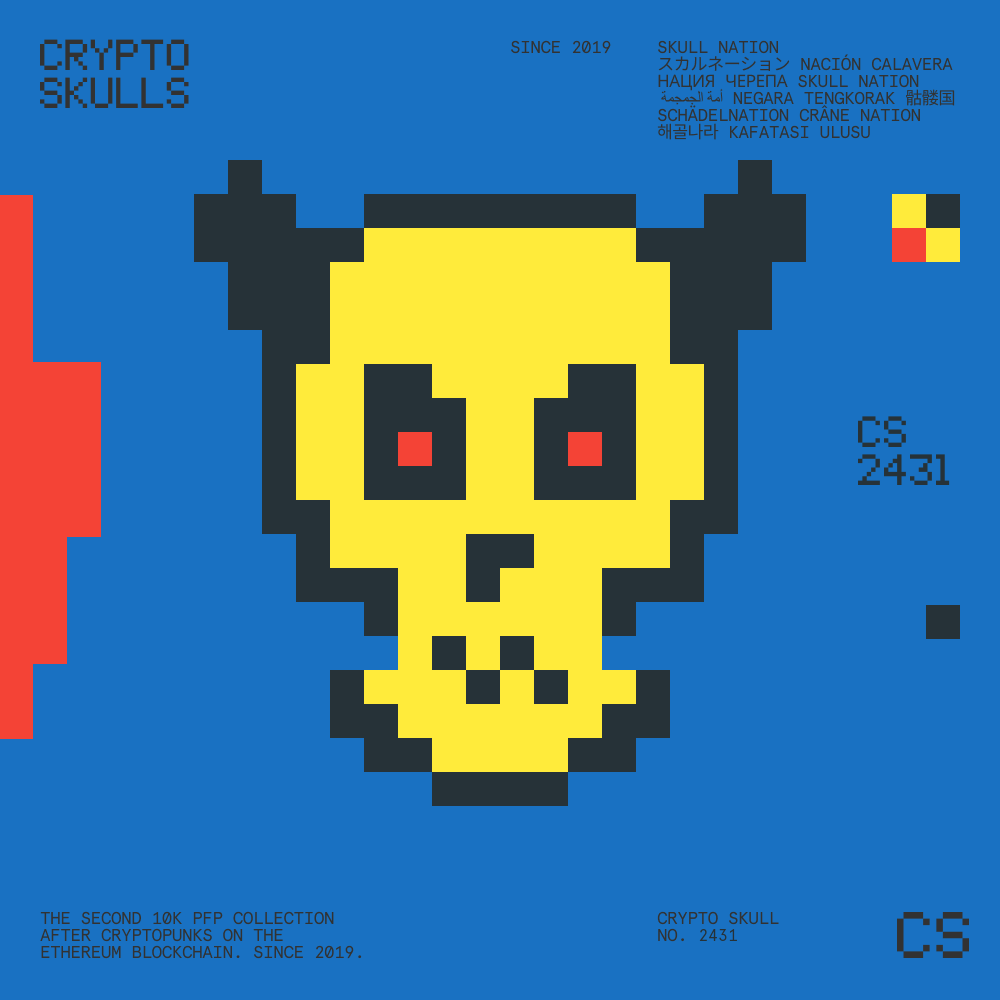 CRYPTO
SKULLS
SINCE 2019
SKULL NATION
スカルネーション NACIÓN CALAVERA
НАЦИЯ ЧЕРЕПА SKULL NATION
أمة الجمجمة NEGARA TENGKORAK 骷髅国
SCHÄDELNATION CRÂNE NATION
해골나라 KAFATASI ULUSU
CS
2431
THE SECOND 10K PFP COLLECTION
AFTER CRYPTOPUNKS ON THE
ETHEREUM BLOCKCHAIN. SINCE 2019.
CRYPTO SKULL
NO. 2431
CS